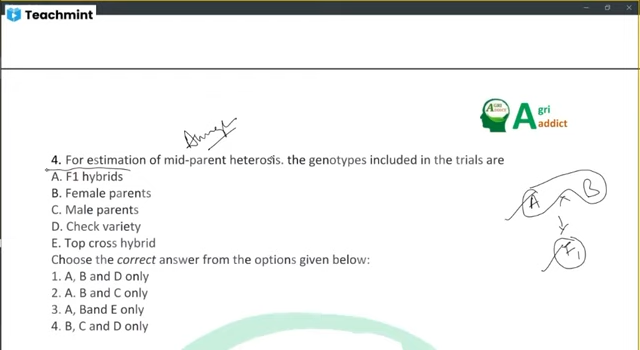 Teachmint
AGRI
ADDICT
A gri
addict
4. For estimation of mid-parent heterosis. the genotypes included in the trials are
A. F1 hybrids
B. Female parents
C. Male parents
D. Check variety
E. Top cross hybrid
Choose the correct answer from the options given below:
1. A, B and D only
2. A. B and C only
3. A, Band E only
4. B, C and D only
A B
F1